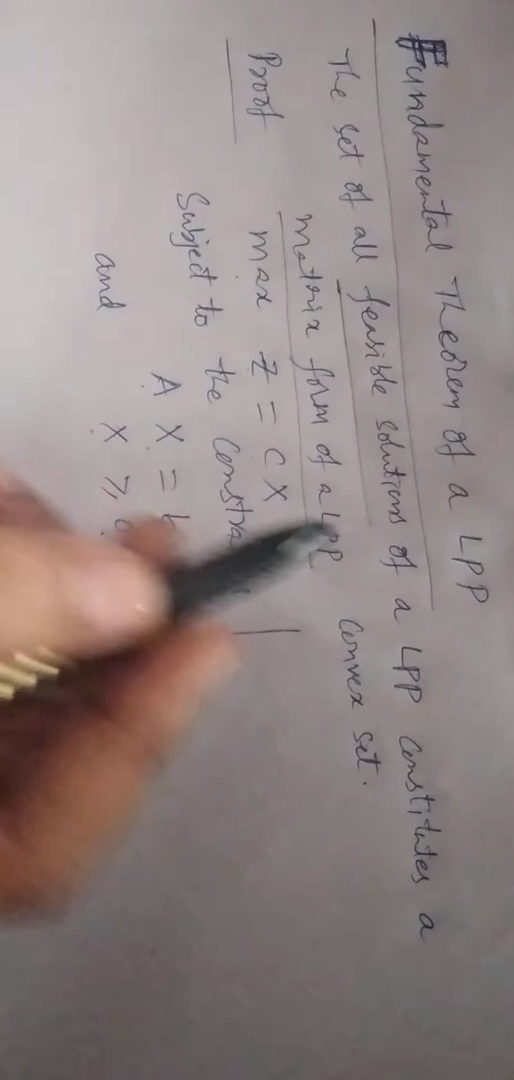 Fundamental Theorem of a LPP
The set of all feasible solutions of a LPP constitutes a
convex set.
Proof
Matrix form of a LPP
max Z = C X
Subject to the
A X =
and X ≥